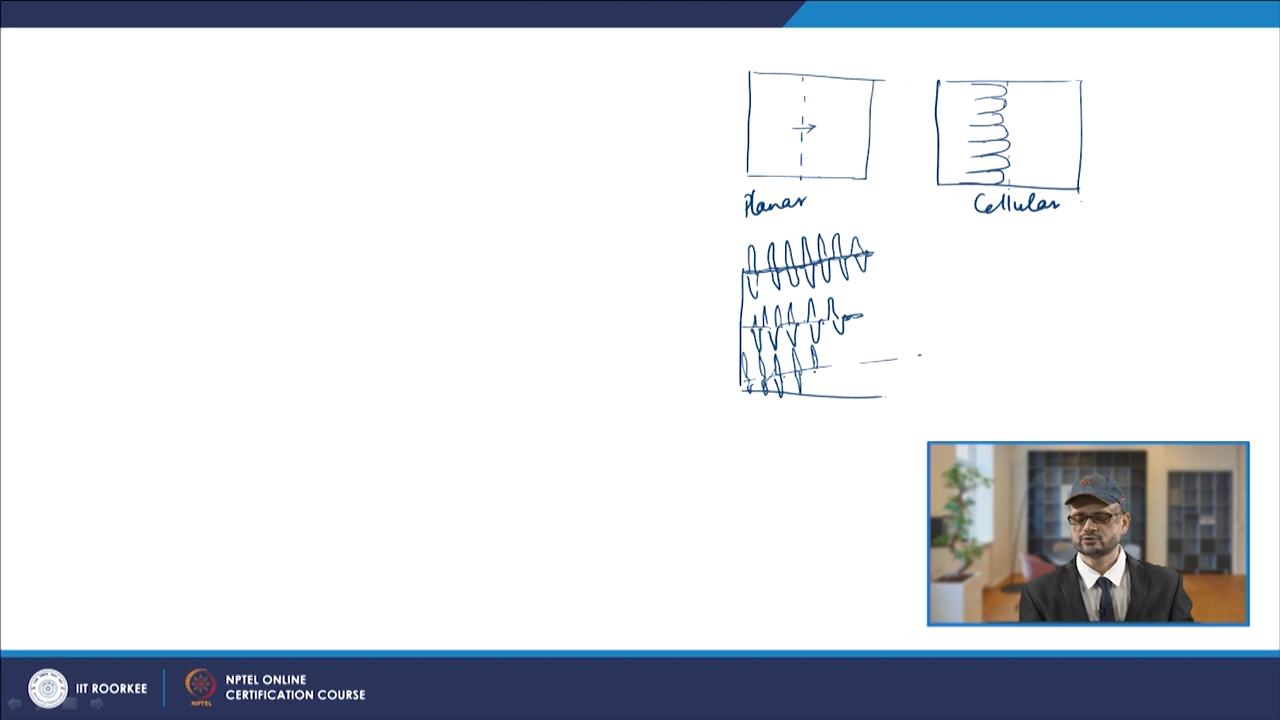 Planar
Cellular
IIT ROORKEE
NPTEL ONLINE
CERTIFICATION COURSE
NPTEL